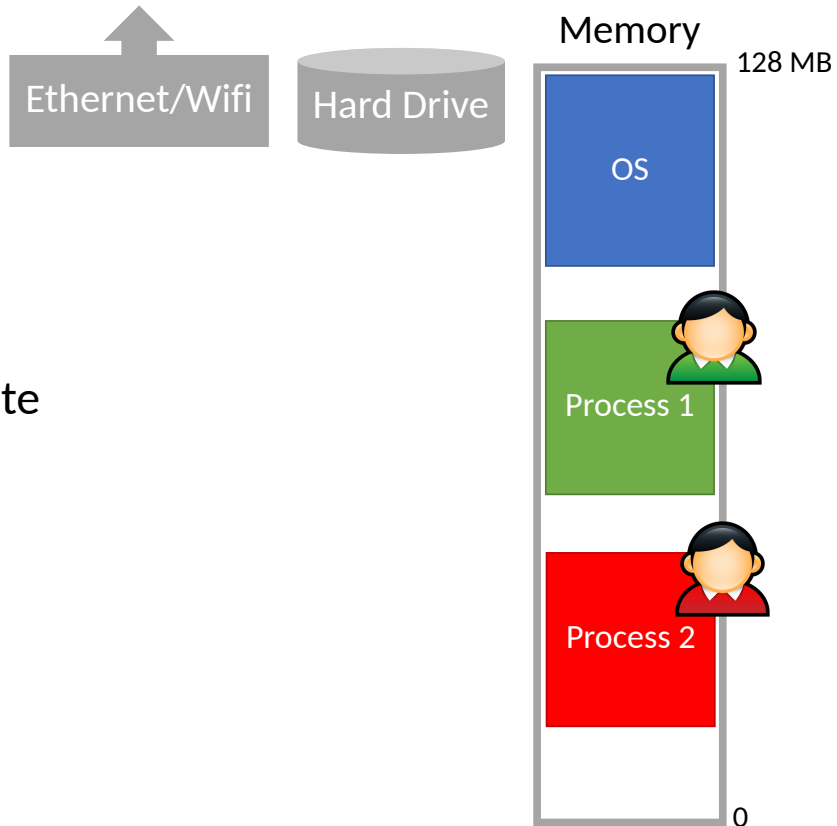 Memory
128 MB
Ethernet/Wifi
Hard Drive
OS
te
Process 1
Process 2
0